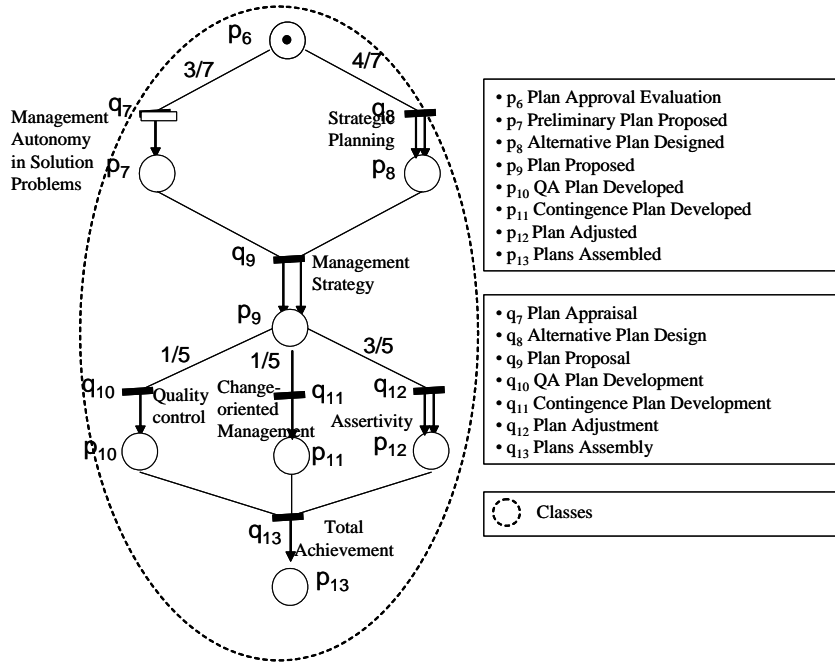 p6
3/7
4/7
q7
q8
Management
Autonomy
in Solution
Problems
Strategic
Planning
p7
p8
q9
Management
Strategy
p9
1/5
1/5
3/5
q10
Quality
control
Change-
oriented
Management
q11
q12
Assertivity
p10
p11
p12
q13
Total
Achievement
p13
• p6 Plan Approval Evaluation
• p7 Preliminary Plan Proposed
• p8 Alternative Plan Designed
• p9 Plan Proposed
• p10 QA Plan Developed
• p11 Contingence Plan Developed
• p12 Plan Adjusted
• p13 Plans Assembled
• q7 Plan Appraisal
• q8 Alternative Plan Design
• q9 Plan Proposal
• q10 QA Plan Development
• q11 Contingence Plan Development
• q12 Plan Adjustment
• q13 Plans Assembly
Classes